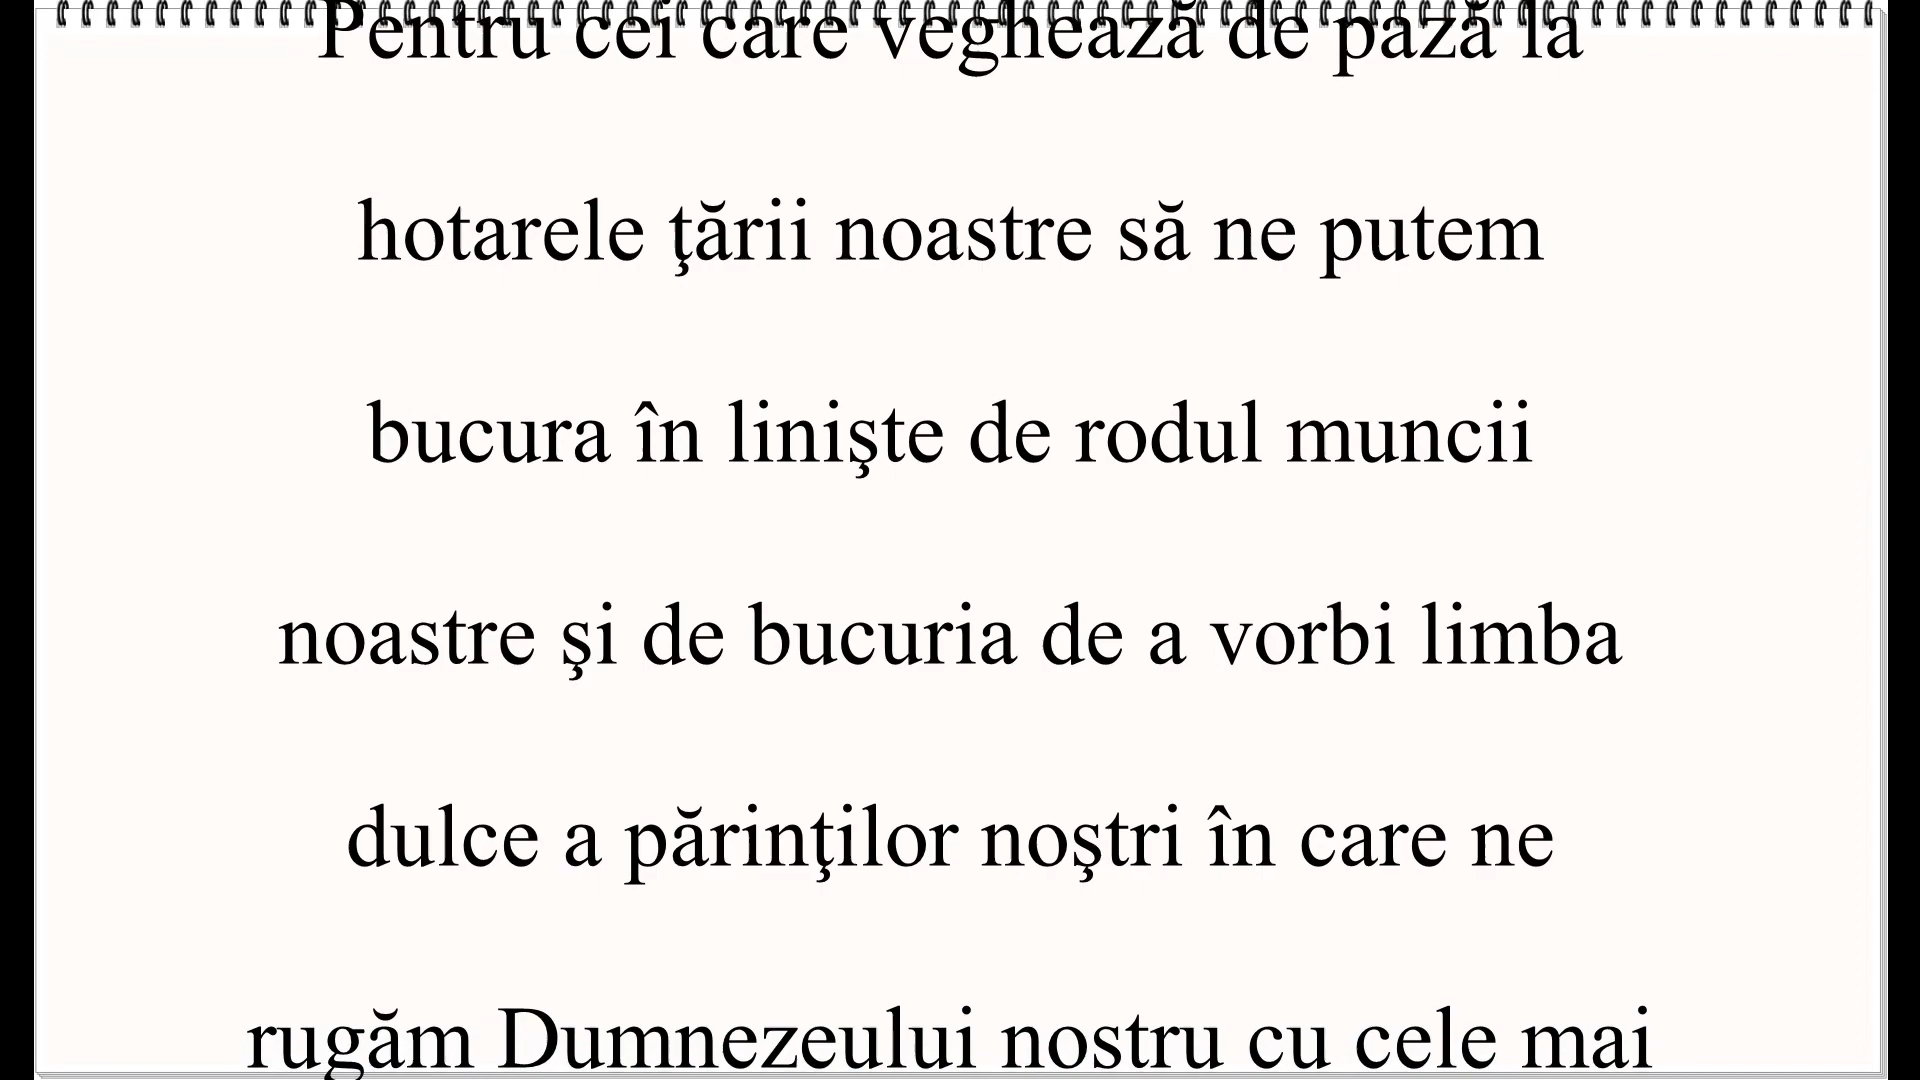 Pentru cei care veghează de pază la
hotarele ţării noastre să ne putem
bucura în linişte de rodul muncii
noastre şi de bucuria de a vorbi limba
dulce a părinţilor noştri în care ne
rugăm Dumnezeului nostru cu cele mai